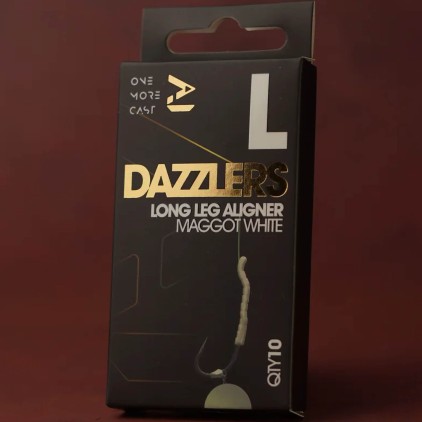 ONE
MORE
CAST
L
DAZZLERS
LONG LEG ALIGNER
MAGGOT WHITE
QTY10